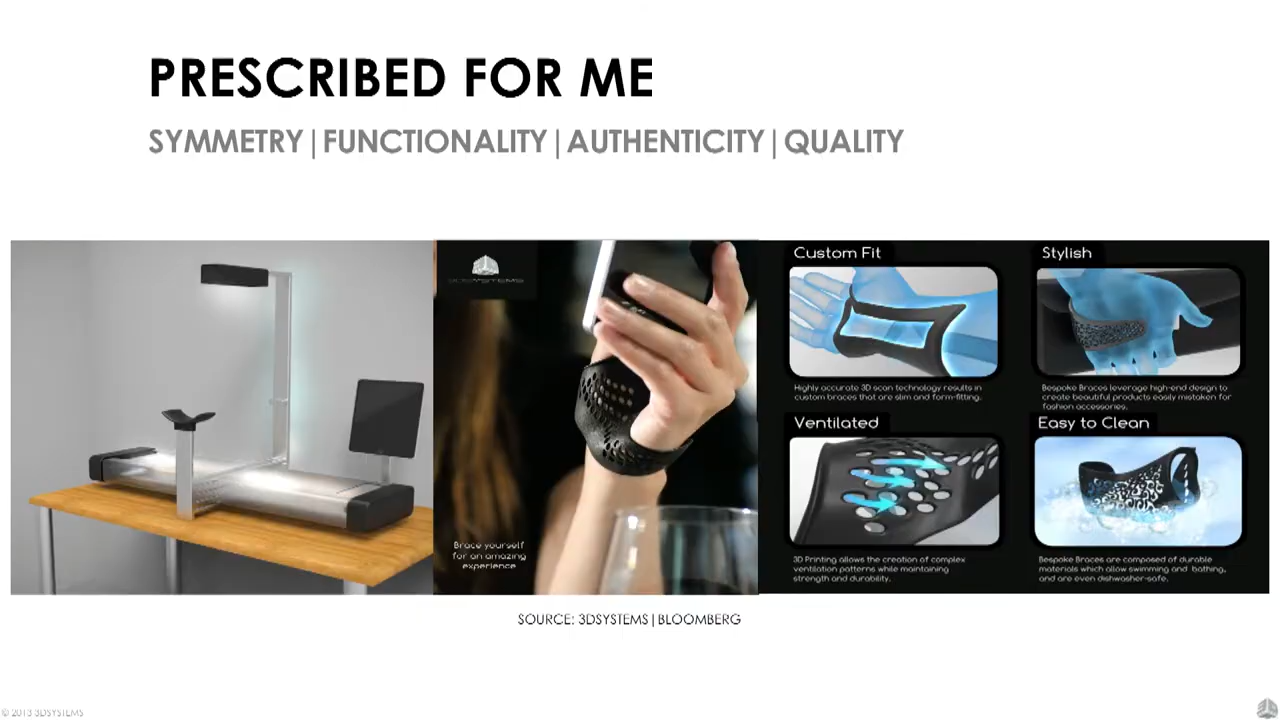 PRESCRIBED FOR ME
SYMMETRY|FUNCTIONALITY|AUTHENTICITY|QUALITY
3DSYSTEMS
Brace yourself
for an amazing
experience
Custom Fit
Highly accurate 3D scan technology results in
custom braces that are slim and form-fitting.
Stylish
Bespoke Braces leverage high-end design to
create beautiful products easily mistaken for
fashion accessories.
Ventilated
3D Printing allows the creation of complex
ventilation patterns while maintaining
strength and durability.
Easy to Clean
Bespoke Braces are composed of durable
materials which allow swimming and bathing,
and are even dishwasher-safe.
SOURCE: 3DSYSTEMS|BLOOMBERG
© 2013 3DSYSTEMS